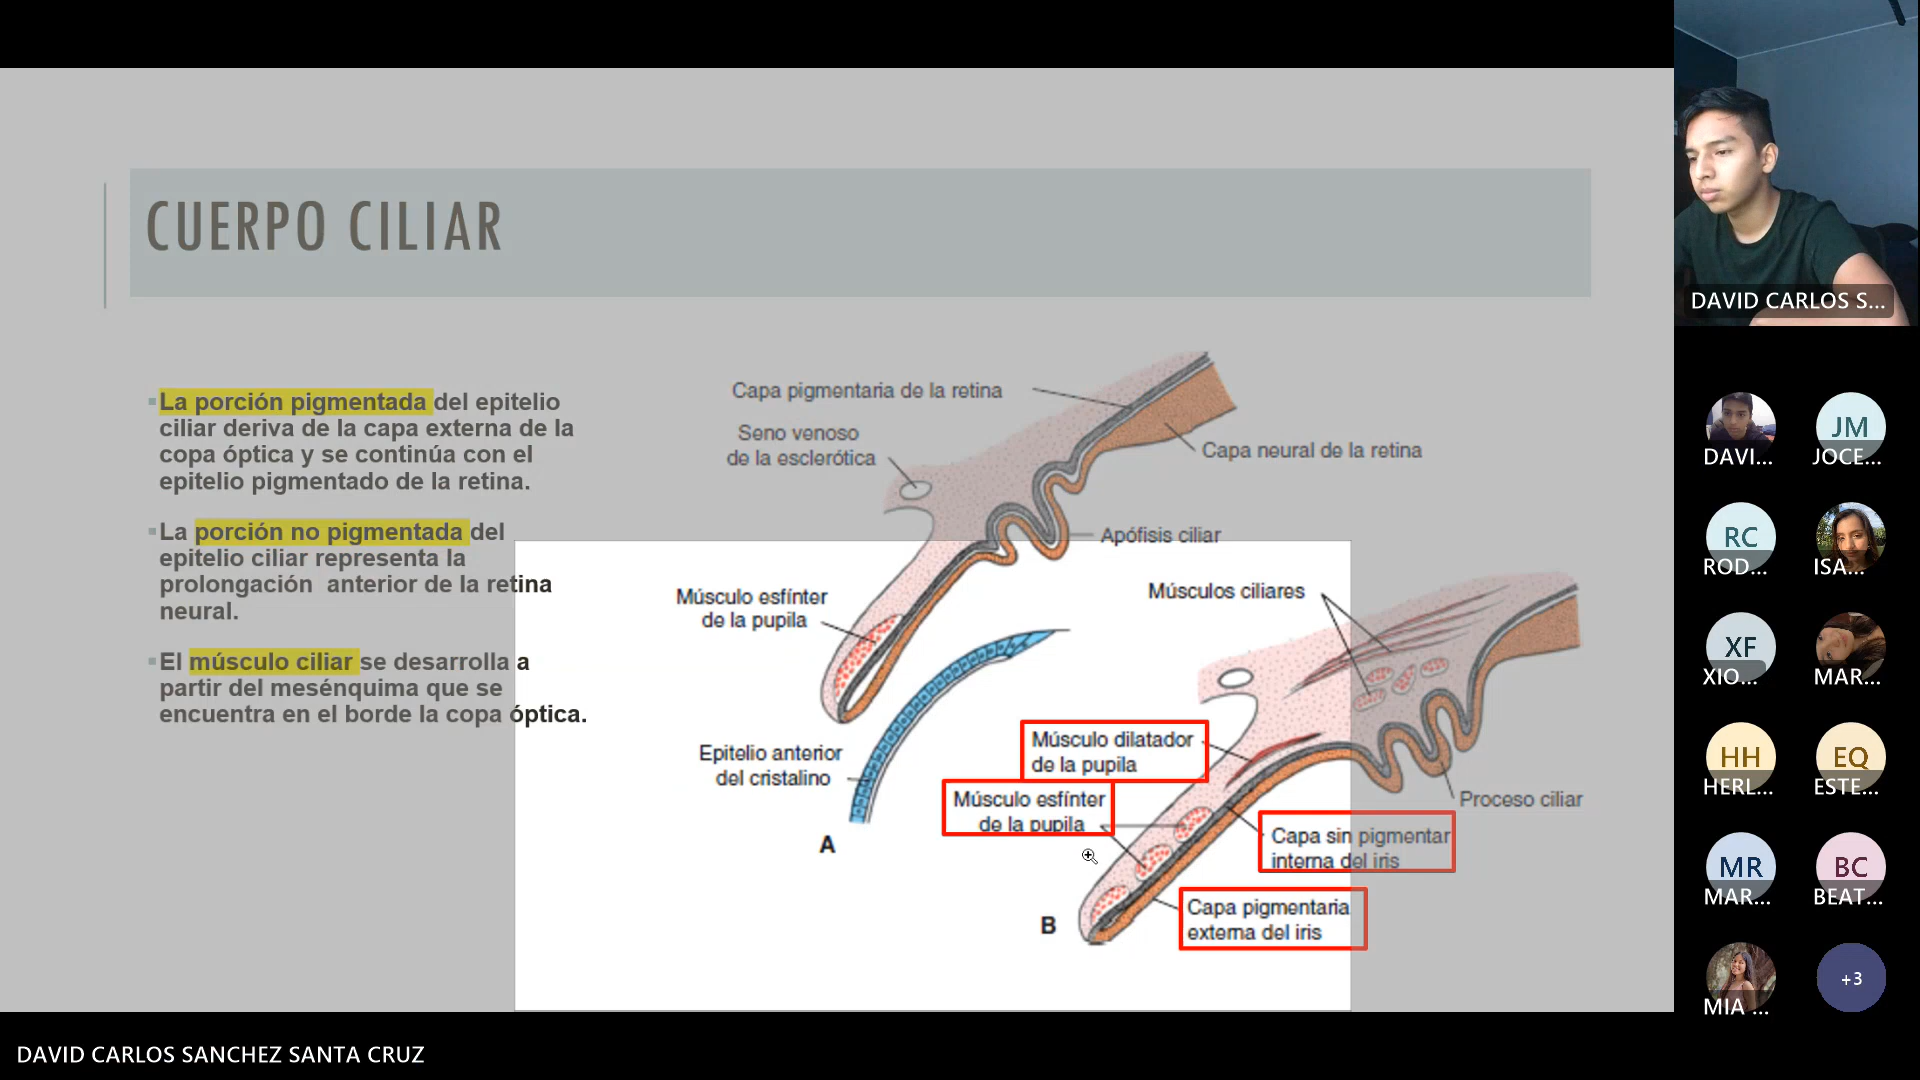 CUERPO CILIAR
La porción pigmentada del epitelio
ciliar deriva de la capa externa de la
copa óptica y se continúa con el
epitelio pigmentado de la retina.
La porción no pigmentada del
epitelio ciliar representa la
prolongación anterior de la retina
neural.
El músculo ciliar se desarrolla a
partir del mesénquima que se
encuentra en el borde la copa óptica.
Capa pigmentaria de la retina
Seno venoso
de la esclerótica
Capa neural de la retina
Apófisis ciliar
Músculo esfínter
de la pupila
Epitelio anterior
del cristalino
A
Músculos ciliares
Músculo dilatador
de la pupila
Músculo esfínter
de la pupila
Proceso ciliar
Capa sin pigmentar
interna del iris
Capa pigmentaria
externa del iris
B
DAVID CARLOS S...
DAVI...
JM
JOCE...
RC
ROD...
ISA...
XF
XIO...
MAR...
HH
HERL...
EQ
ESTE...
MR
MAR...
BC
BEAT...
MIA ...
+3
DAVID CARLOS SANCHEZ SANTA CRUZ